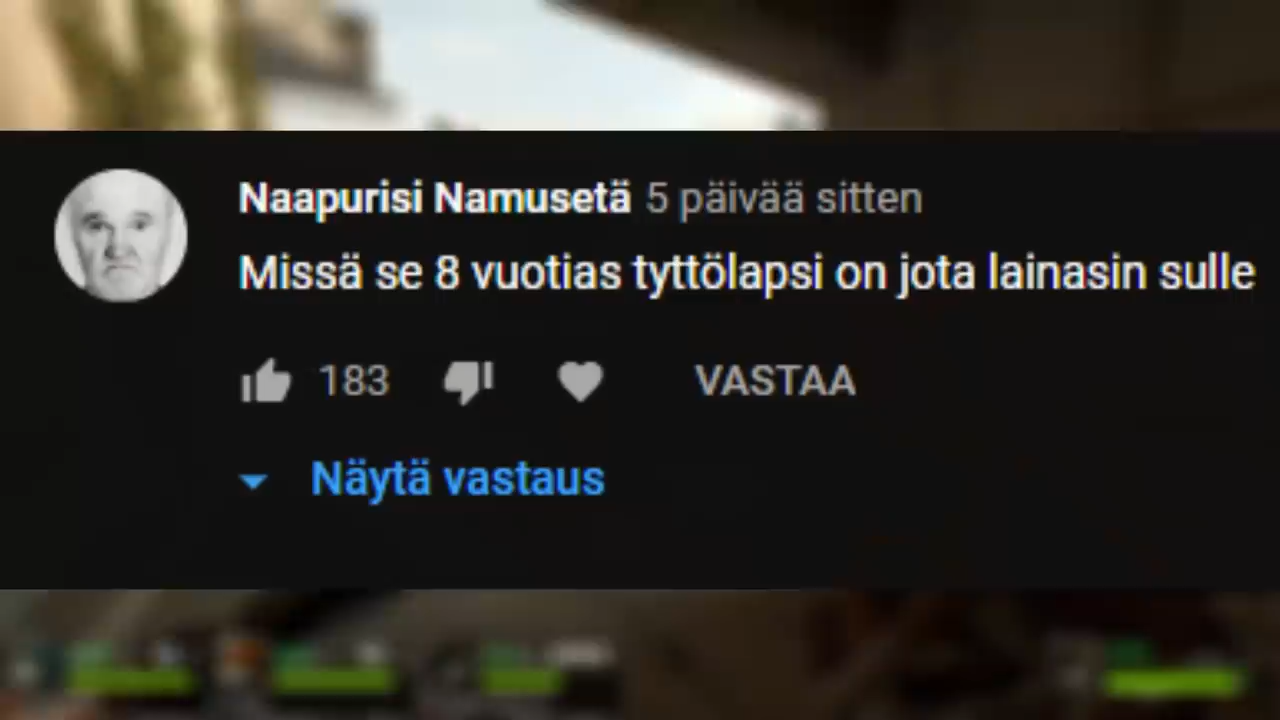 Naapurisi Namusetä 5 päivää sitten
Missä se 8 vuotias tyttölapsi on jota lainasin sulle
183 VASTAA
Näytä vastaus